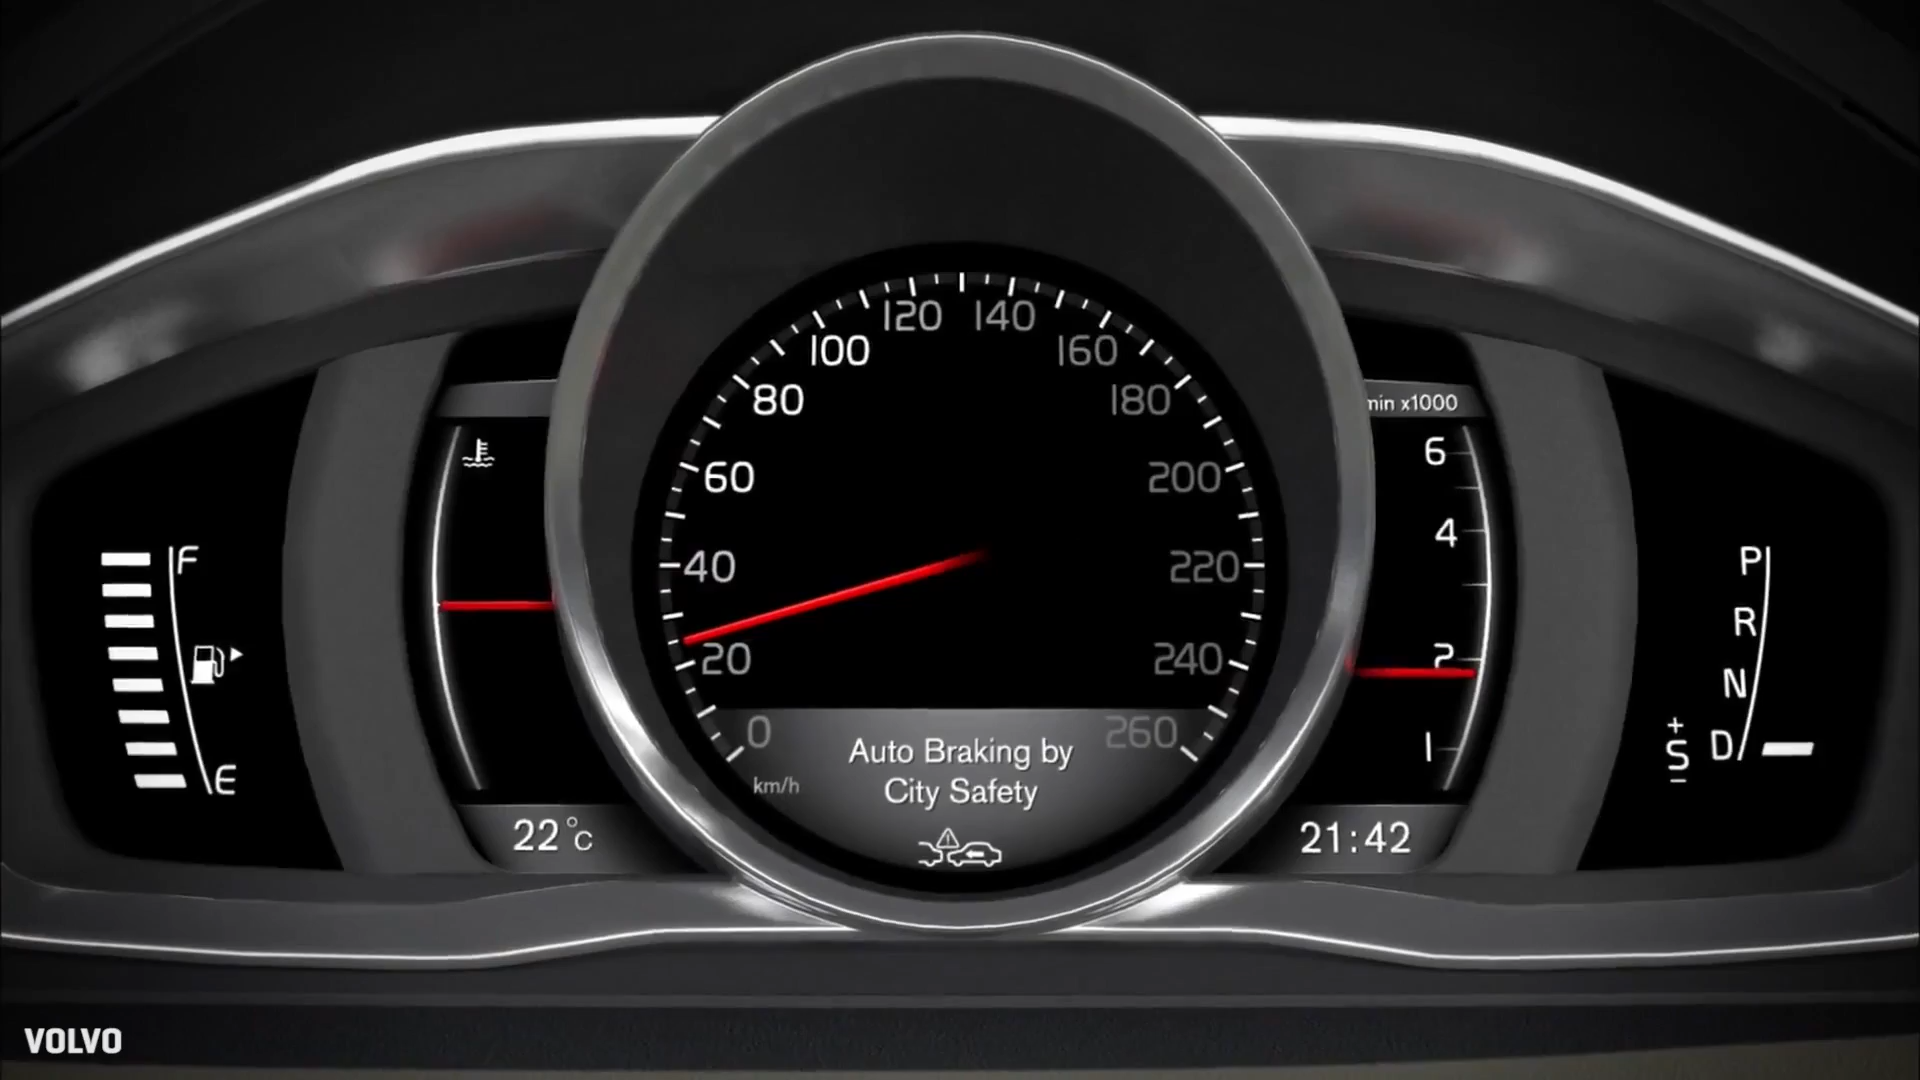 120 140
100 160
80 180
60 200
40 220
20 240
0 260
km/h
Auto Braking by
City Safety
F
E
22°C
min x1000
6
4
2
1
21:42
P
R
N
D
+
S
−
VOLVO